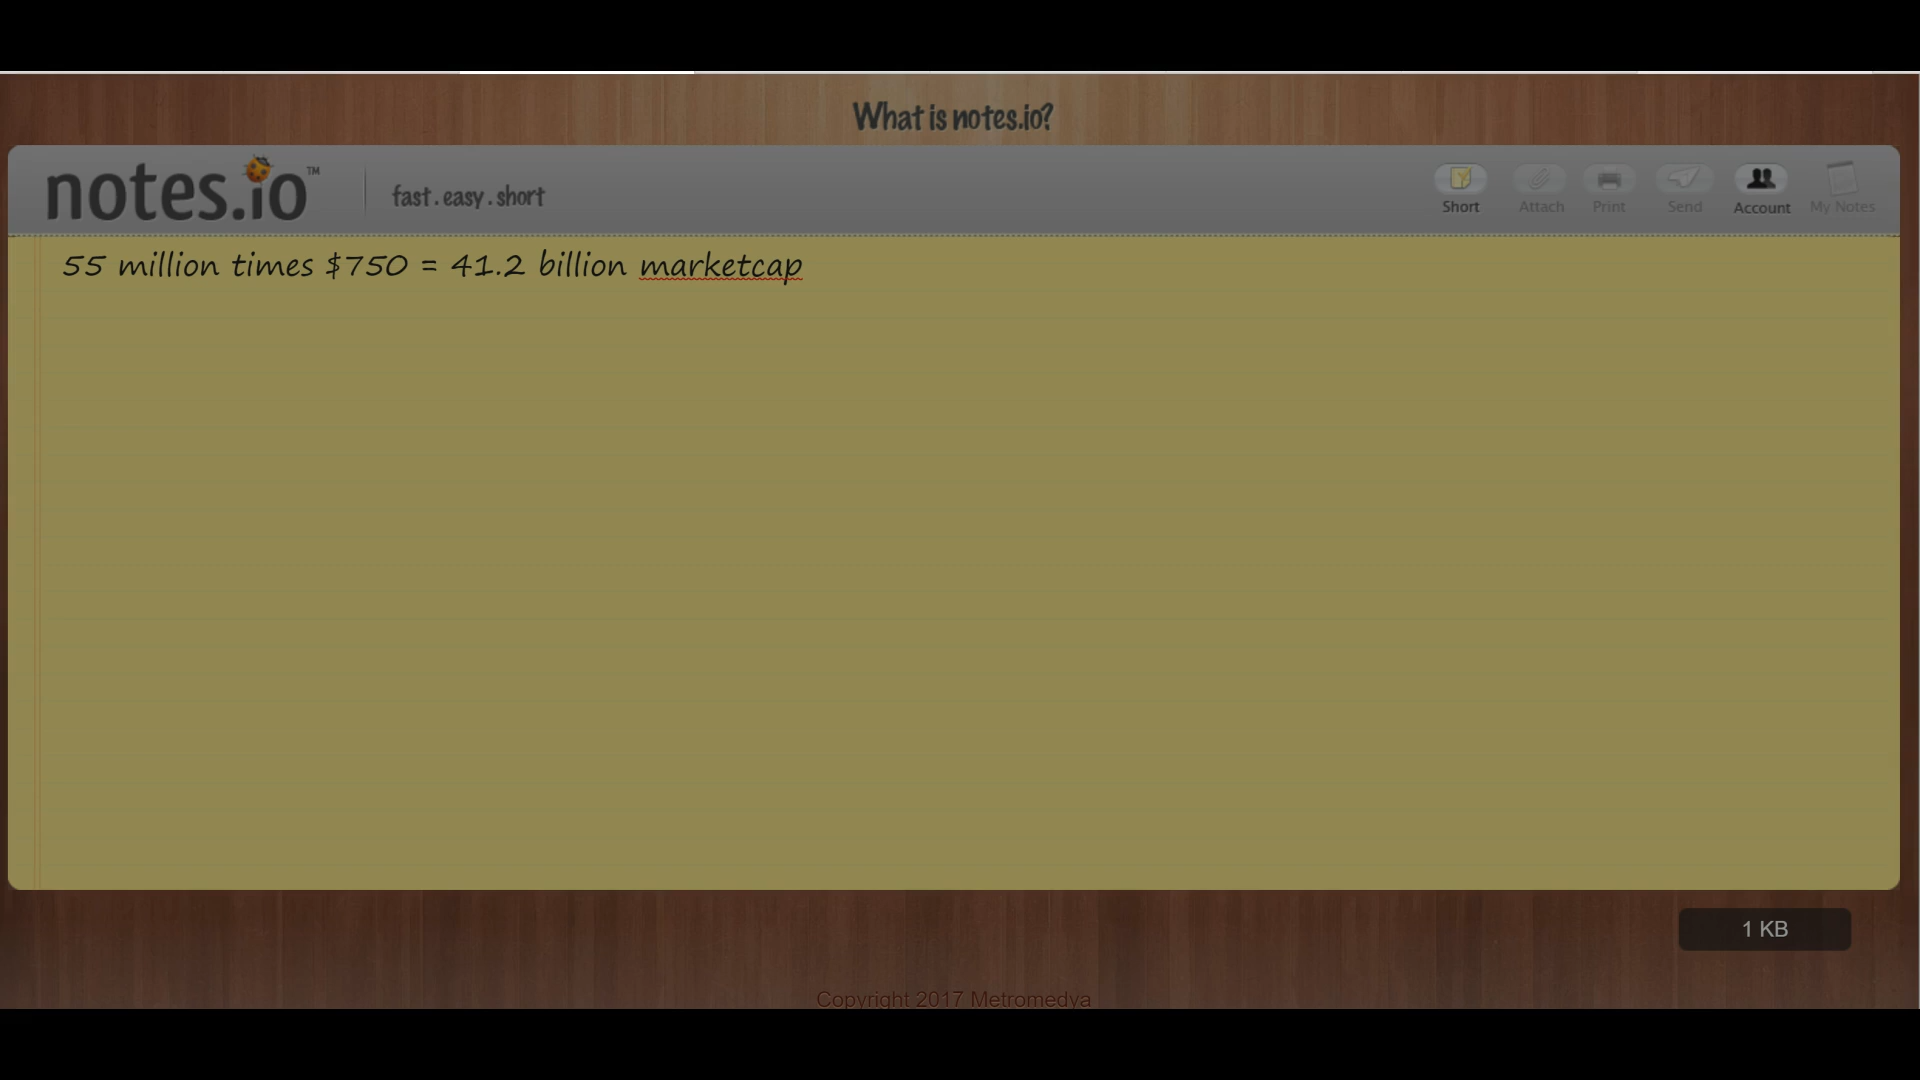 What is notes.io?
notes.io™ fast.easy.short
Short Attach Print Send Account My Notes
55 million times $750 = 41.2 billion marketcap
1 KB
Copyright 2017 Metromedya